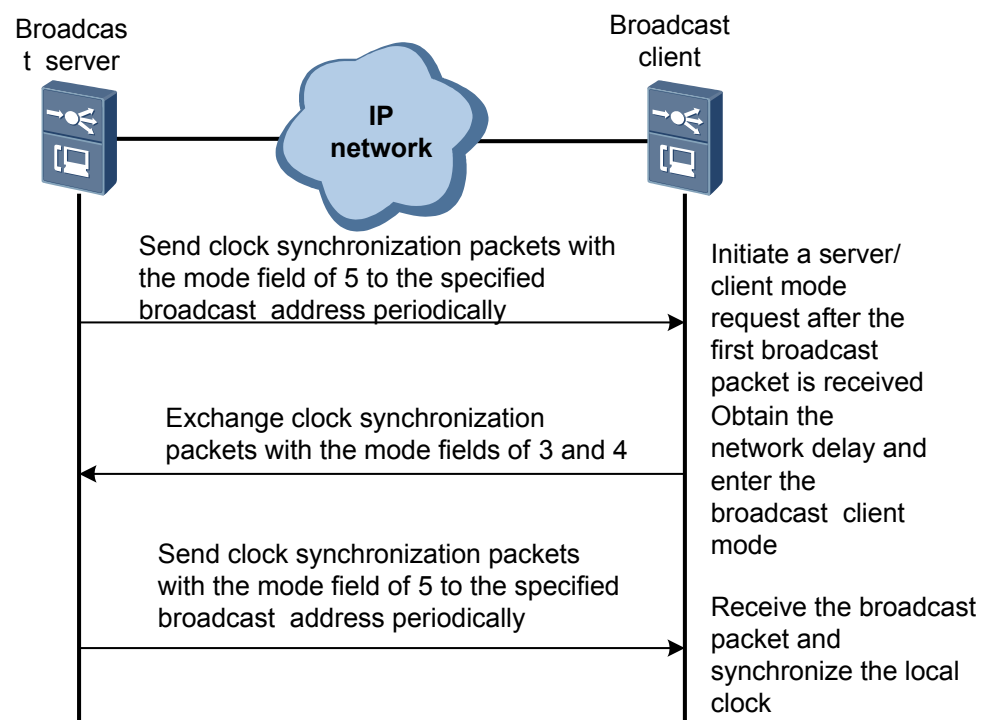 Broadcas
t server
Broadcast
client
IP
network
Send clock synchronization packets with
the mode field of 5 to the specified
broadcast address periodically
Initiate a server/
client mode
request after the
first broadcast
packet is received
Exchange clock synchronization
packets with the mode fields of 3 and 4
Obtain the
network delay and
enter the
broadcast client
mode
Send clock synchronization packets
with the mode field of 5 to the specified
broadcast address periodically
Receive the broadcast
packet and
synchronize the local
clock